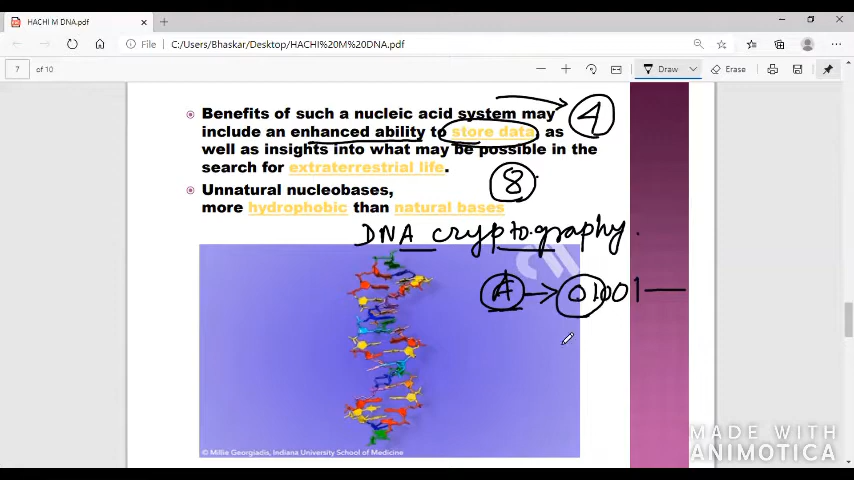 HACHI M DNA.pdf
File C:/Users/Bhaskar/Desktop/HACHI%20M%20DNA.pdf
7 of 10
Draw Erase
Benefits of such a nucleic acid system may 4
include an enhanced ability to store data, as
well as insights into what may be possible in the
search for extraterrestrial life.
8
Unnatural nucleobases,
more hydrophobic than natural bases
DNA cryptography.
A → 01001
© Millie Georgiadis, Indiana University School of Medicine
MADE WITH
ANIMOTICA